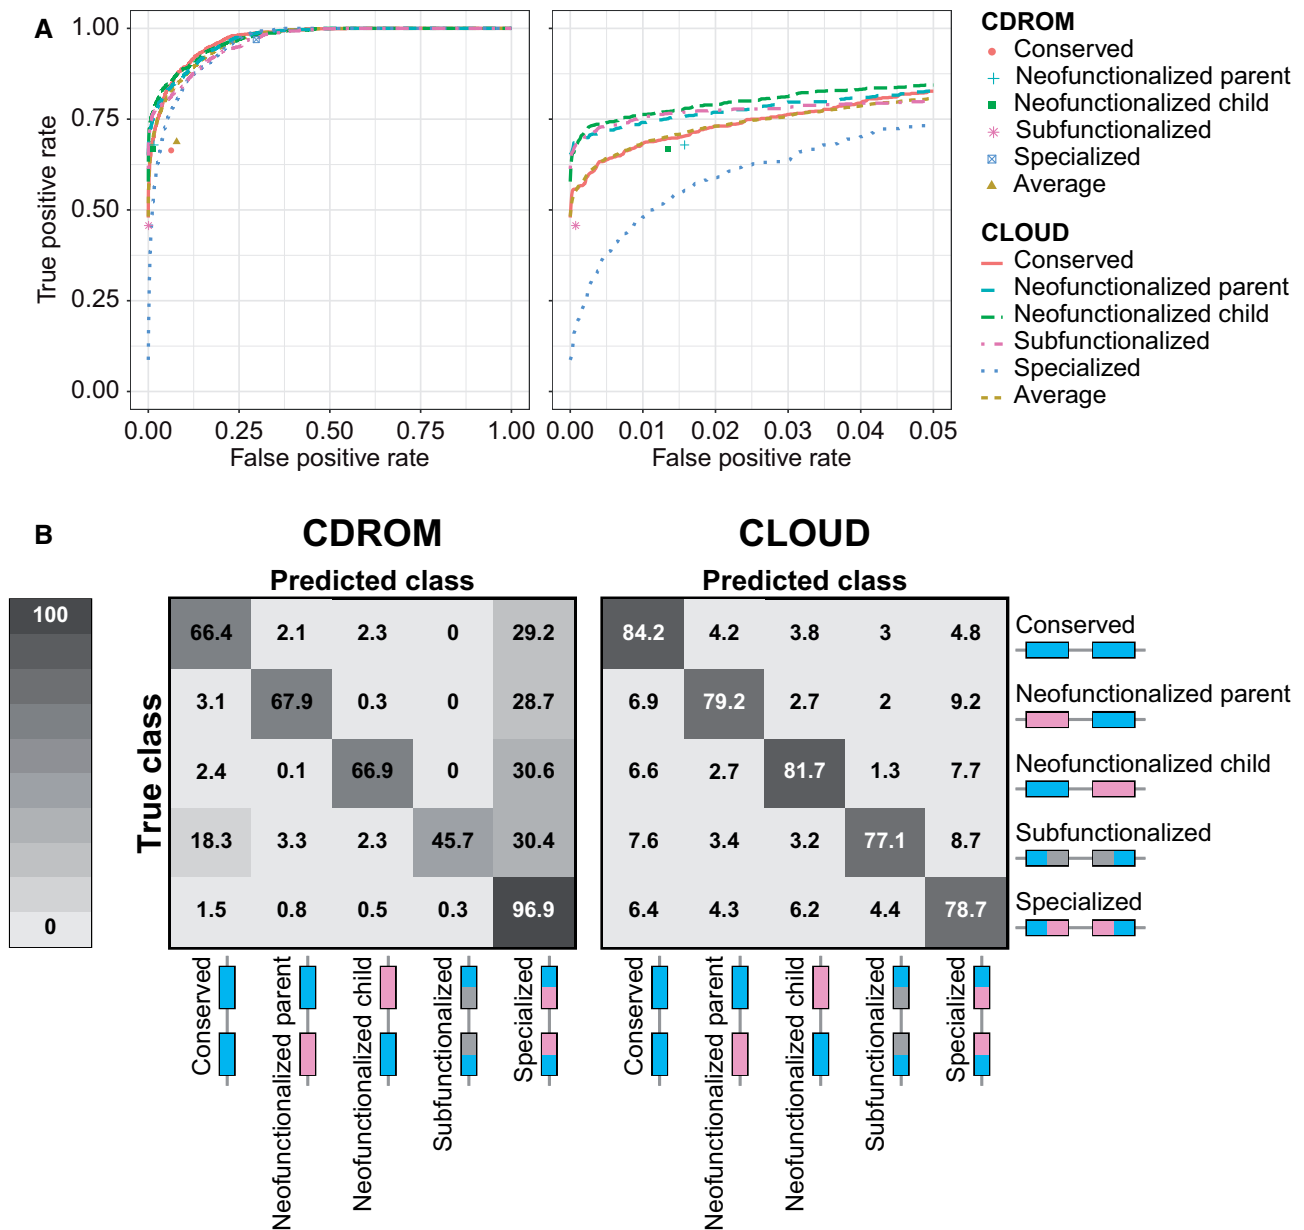 A
True positive rate
1.00
0.75
0.50
0.25
0.00
0.00 0.25 0.50 0.75 1.00
False positive rate
0.00 0.01 0.02 0.03 0.04 0.05
False positive rate
CDROM
Conserved
Neofunctionalized parent
Neofunctionalized child
Subfunctionalized
Specialized
Average
CLOUD
Conserved
Neofunctionalized parent
Neofunctionalized child
Subfunctionalized
Specialized
Average
B
100
0
CDROM
Predicted class
True class
66.4 2.1 2.3 0 29.2
3.1 67.9 0.3 0 28.7
2.4 0.1 66.9 0 30.6
18.3 3.3 2.3 45.7 30.4
1.5 0.8 0.5 0.3 96.9
Conserved
Neofunctionalized parent
Neofunctionalized child
Subfunctionalized
Specialized
CLOUD
Predicted class
84.2 4.2 3.8 3 4.8
6.9 79.2 2.7 2 9.2
6.6 2.7 81.7 1.3 7.7
7.6 3.4 3.2 77.1 8.7
6.4 4.3 6.2 4.4 78.7
Conserved
Neofunctionalized parent
Neofunctionalized child
Subfunctionalized
Specialized
Conserved
Neofunctionalized parent
Neofunctionalized child
Subfunctionalized
Specialized